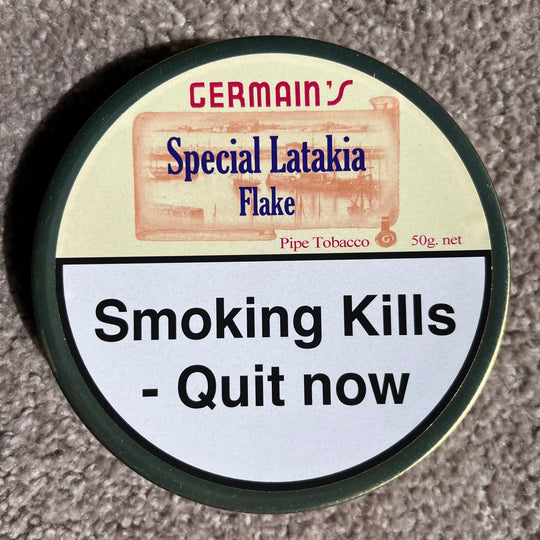 GERMAIN'S
Special Latakia
Flake
Pipe Tobacco G 50g. net
Smoking Kills
- Quit now